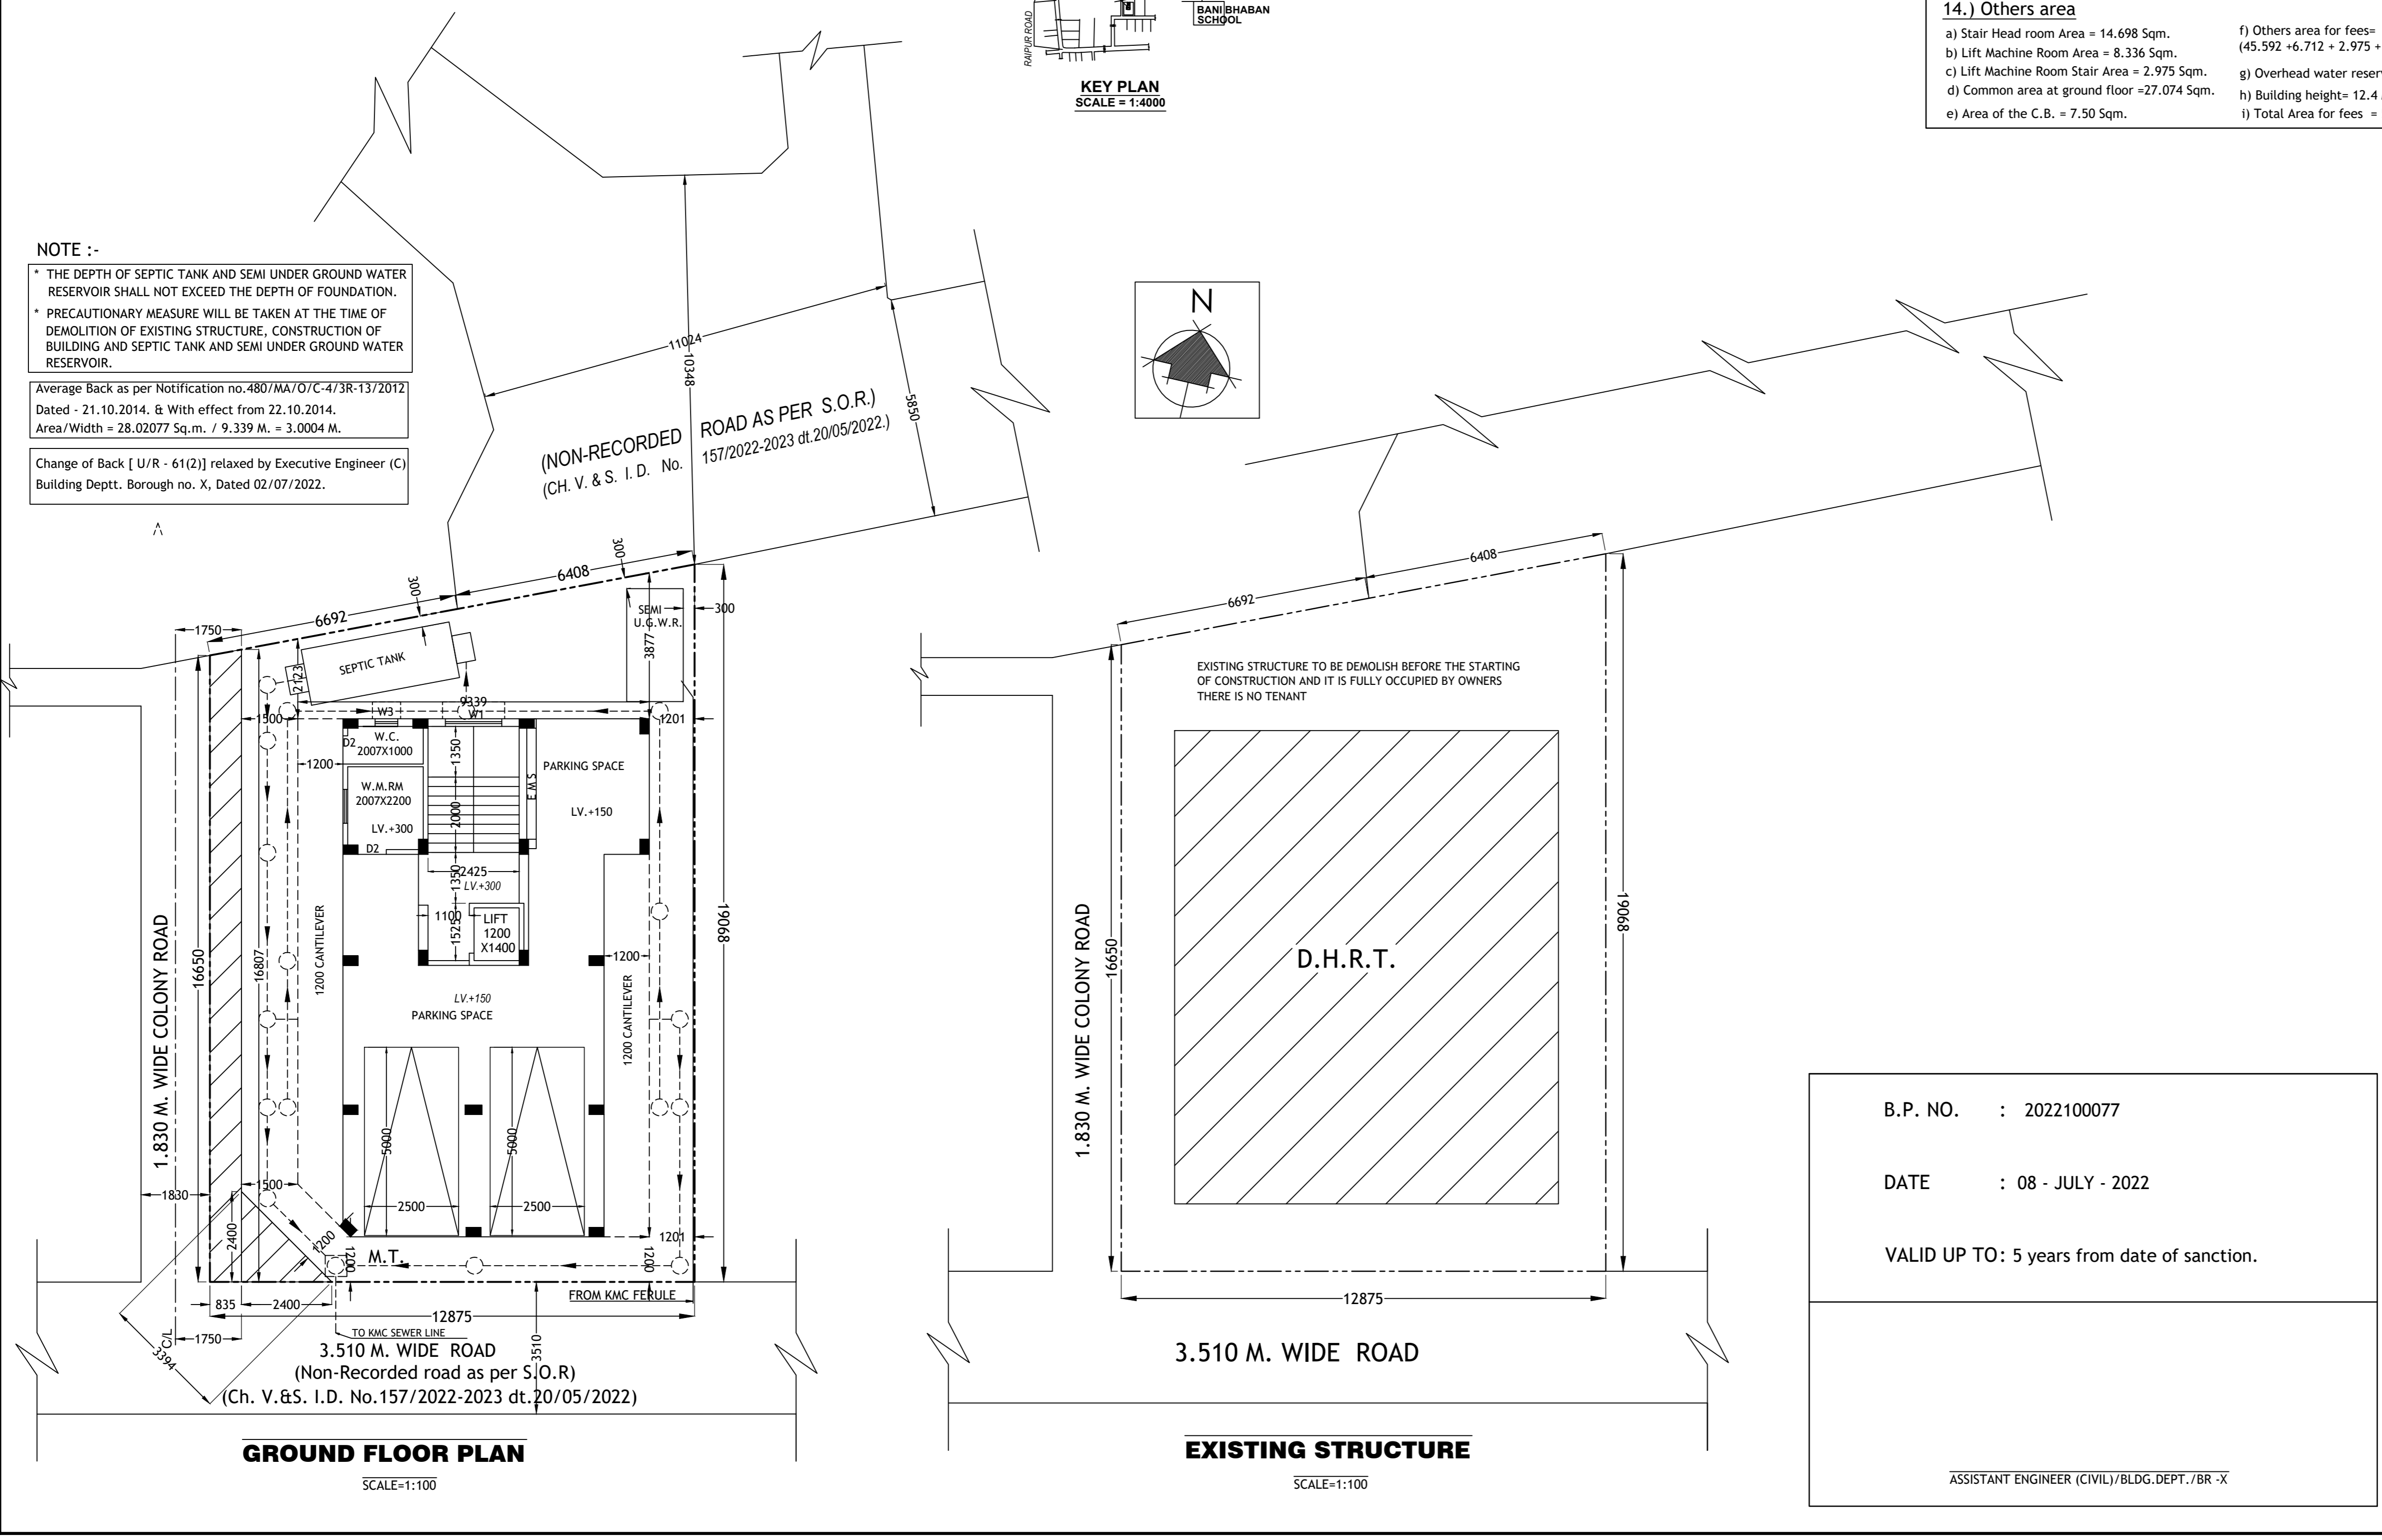 RAIPUR ROAD
BANI BHABAN
SCHOOL
KEY PLAN
SCALE = 1:4000
14.) Others area
a) Stair Head room Area = 14.698 Sqm.
b) Lift Machine Room Area = 8.336 Sqm.
c) Lift Machine Room Stair Area = 2.975 Sqm.
d) Common area at ground floor =27.074 Sqm.
e) Area of the C.B. = 7.50 Sqm.
f) Others area for fees=
(45.592 +6.712 + 2.975 +
g) Overhead water
h) Building height= 12.4
i) Total Area for fees =
NOTE :-
* THE DEPTH OF SEPTIC TANK AND SEMI UNDER GROUND WATER
RESERVOIR SHALL NOT EXCEED THE DEPTH OF FOUNDATION.
* PRECAUTIONARY MEASURE WILL BE TAKEN AT THE TIME OF
DEMOLITION OF EXISTING STRUCTURE, CONSTRUCTION OF
BUILDING AND SEPTIC TANK AND SEMI UNDER GROUND WATER
RESERVOIR.
Average Back as per Notification no.480/MA/O/C-4/3R-13/2012
Dated - 21.10.2014. & With effect from 22.10.2014.
Area/Width = 28.02077 Sq.m. / 9.339 M. = 3.0004 M.
Change of Back [ U/R - 61(2)] relaxed by Executive Engineer (C)
Building Deptt. Borough no. X, Dated 02/07/2022.
11024
10348
5850
(NON-RECORDED ROAD AS PER S.O.R.)
(CH. V. & S. I. D. No. 157/2022-2023 dt.20/05/2022.)
N
300
6408
300
6692
1750
SEMI
U.G.W.R.
300
3877
SEPTIC TANK
2123
9339
W3
W1
1500
1201
D2
W.C.
2007X1000
1350
1200
PARKING SPACE
E M S
W.M.RM
2007X2200
2000
LV.+150
LV.+300
D2
2425
1350
LV.+300
1100
1525
LIFT
1200
X1400
1200
1200 CANTILEVER
1200 CANTILEVER
1.830 M. WIDE COLONY ROAD
16650
16807
19068
LV.+150
PARKING SPACE
5000
5000
2500
2500
1830
1500
2400
1200
1200
M.T.
1201
1200
835
2400
FROM KMC FERULE
12875
1750
C/L
3394
TO KMC SEWER LINE
3510
3.510 M. WIDE ROAD
(Non-Recorded road as per S.O.R)
(Ch. V.&S. I.D. No.157/2022-2023 dt.20/05/2022)
GROUND FLOOR PLAN
SCALE=1:100
6408
6692
EXISTING STRUCTURE TO BE DEMOLISH BEFORE THE STARTING
OF CONSTRUCTION AND IT IS FULLY OCCUPIED BY OWNERS
THERE IS NO TENANT
1.830 M. WIDE COLONY ROAD
16650
D.H.R.T.
19068
12875
3.510 M. WIDE ROAD
EXISTING STRUCTURE
SCALE=1:100
B.P. NO. : 2022100077
DATE : 08 - JULY - 2022
VALID UP TO: 5 years from date of sanction.
ASSISTANT ENGINEER (CIVIL)/BLDG.DEPT./BR -X